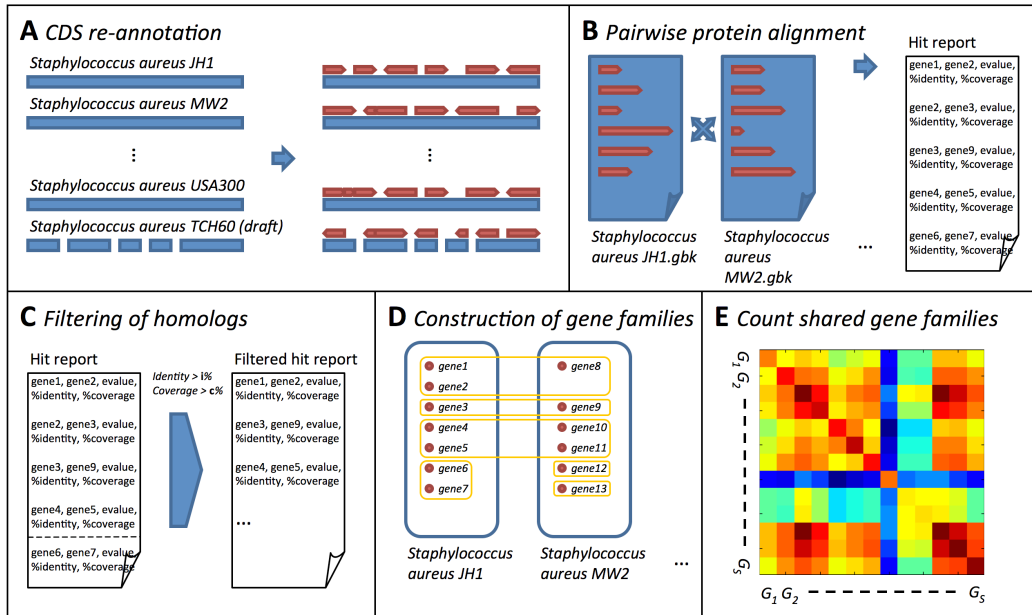 A CDS re-annotation
Staphylococcus aureus JH1
Staphylococcus aureus MW2
...
...
Staphylococcus aureus USA300
Staphylococcus aureus TCH60 (draft)
B Pairwise protein alignment
Staphylococcus
aureus JH1.gbk
Staphylococcus
aureus
MW2.gbk
...
Hit report
gene1, gene2, evalue,
%identity, %coverage
gene2, gene3, evalue,
%identity, %coverage
gene3, gene9, evalue,
%identity, %coverage
gene4, gene5, evalue,
%identity, %coverage
gene6, gene7, evalue,
%identity, %coverage
C Filtering of homologs
Hit report
gene1, gene2, evalue,
%identity, %coverage
gene2, gene3, evalue,
%identity, %coverage
gene3, gene9, evalue,
%identity, %coverage
gene4, gene5, evalue,
%identity, %coverage
gene6, gene7, evalue,
%identity, %coverage
Identity > i%
Coverage > c%
Filtered hit report
gene1, gene2, evalue,
%identity, %coverage
gene3, gene9, evalue,
%identity, %coverage
gene4, gene5, evalue,
%identity, %coverage
...
D Construction of gene families
gene1
gene2
gene3
gene4
gene5
gene6
gene7
Staphylococcus
aureus JH1
gene8
gene9
gene10
gene11
gene12
gene13
Staphylococcus
aureus MW2
...
E Count shared gene families
G1 G2 GS
G1 G2 GS